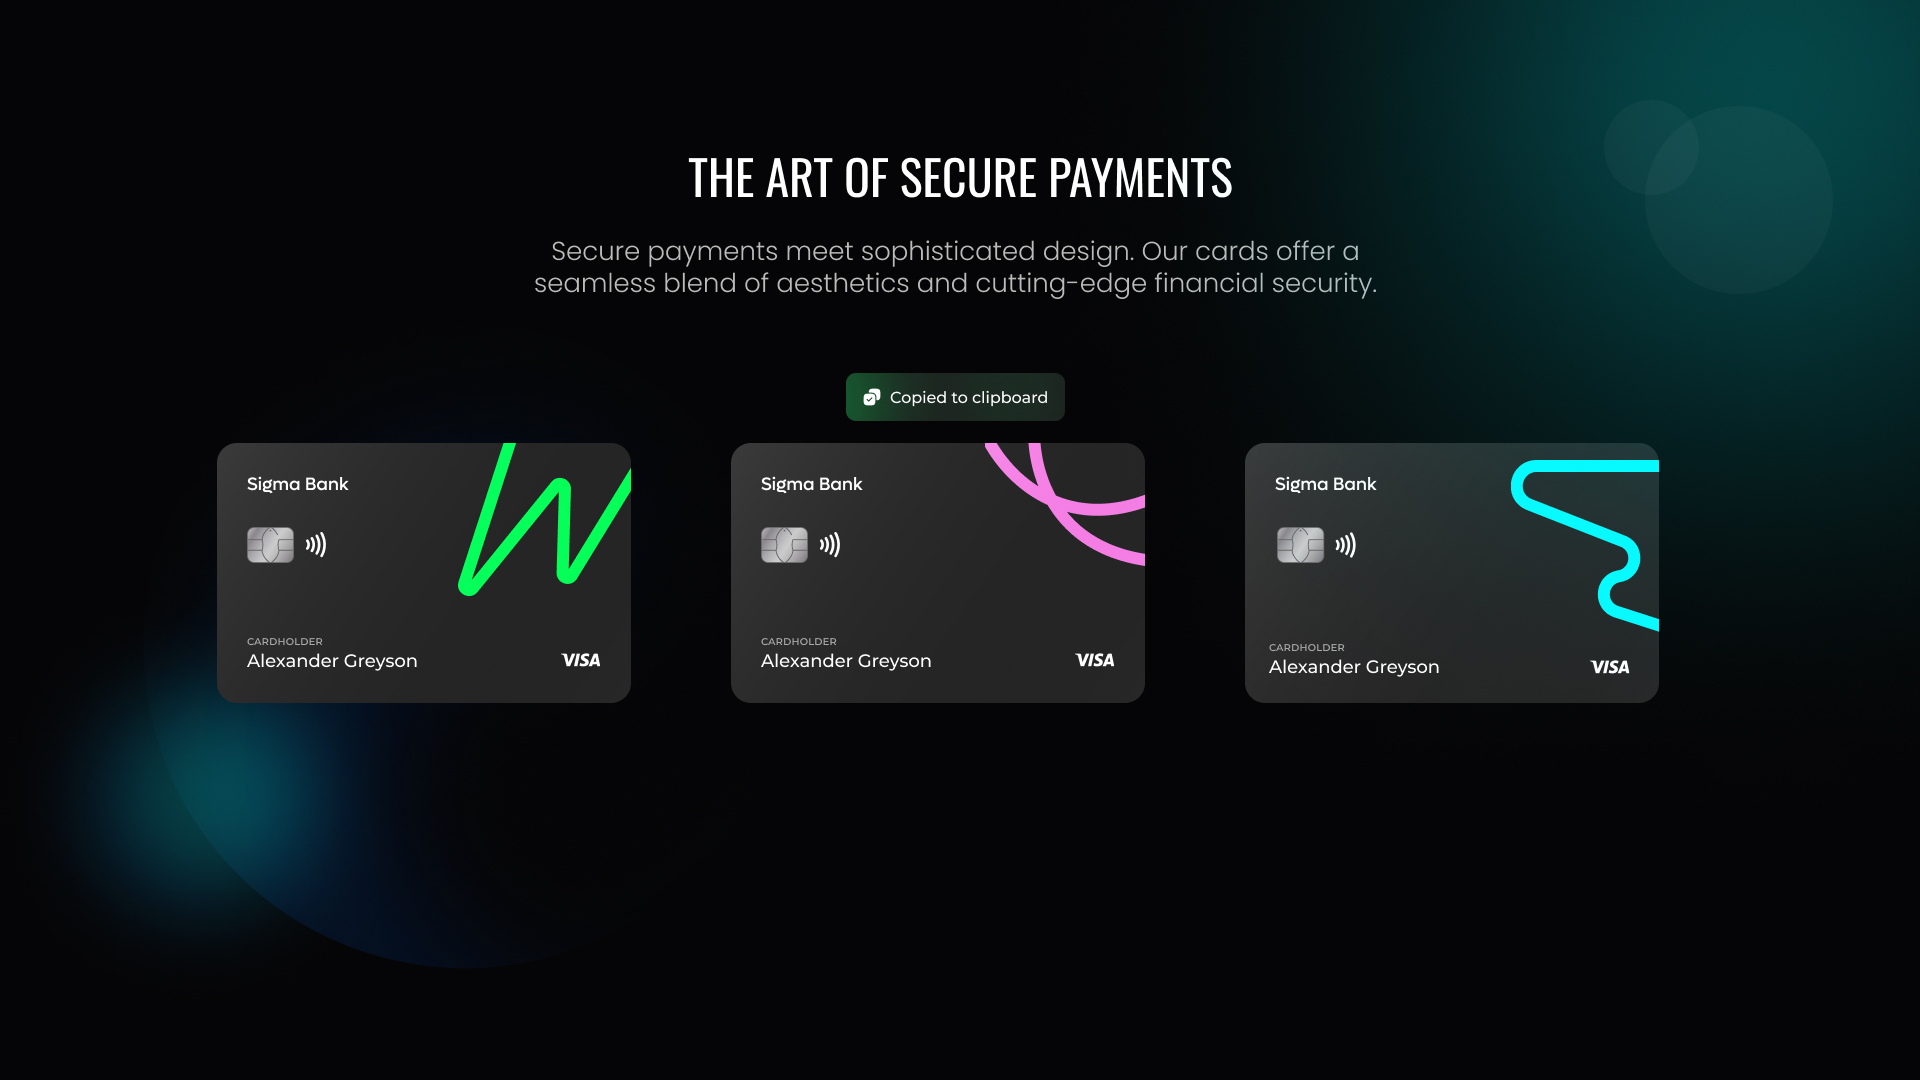 THE ART OF SECURE PAYMENTS
Secure payments meet sophisticated design. Our cards offer a
seamless blend of aesthetics and cutting-edge financial security.
Copied to clipboard
Sigma Bank
CARDHOLDER
Alexander Greyson
VISA
Sigma Bank
CARDHOLDER
Alexander Greyson
VISA
Sigma Bank
CARDHOLDER
Alexander Greyson
VISA